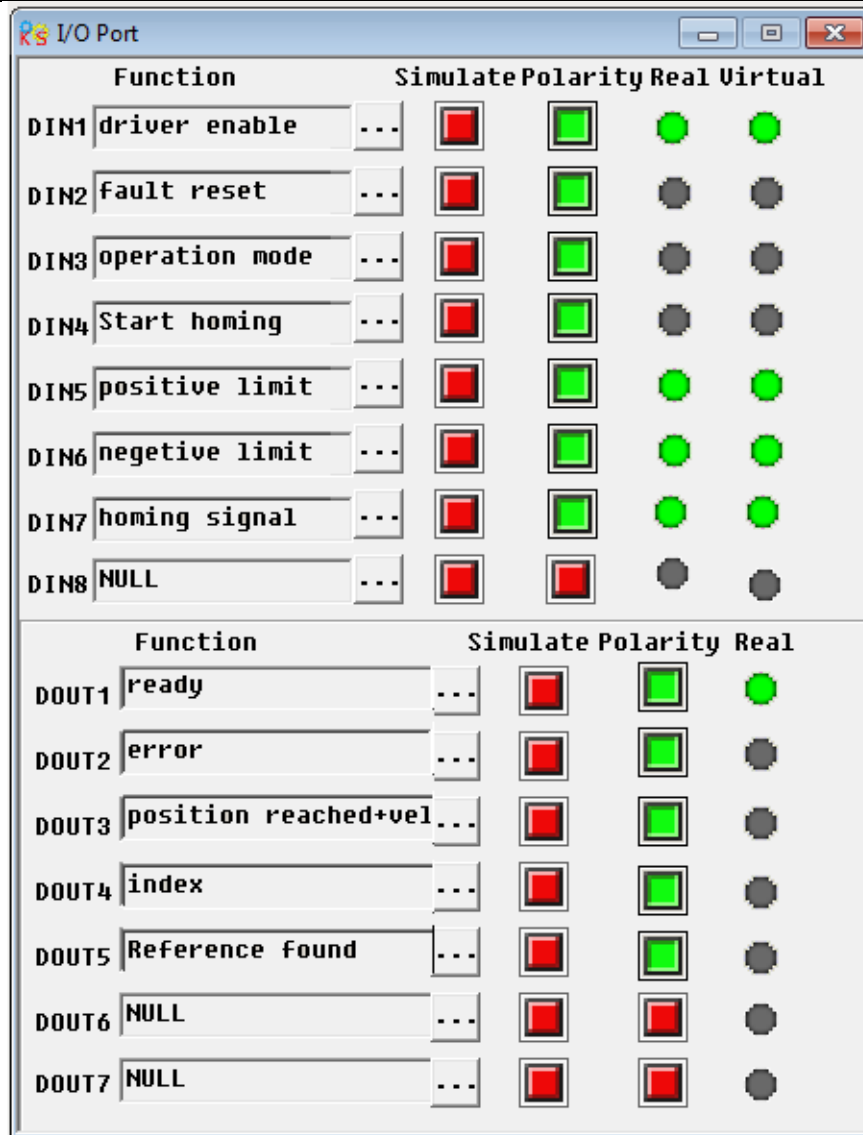 I/O Port
Function Simulate Polarity Real Virtual
DIN1 driver enable ...
DIN2 fault reset ...
DIN3 operation mode ...
DIN4 Start homing ...
DIN5 positive limit ...
DIN6 negetive limit ...
DIN7 homing signal ...
DIN8 NULL ...
Function Simulate Polarity Real
DOUT1 ready ...
DOUT2 error ...
DOUT3 position reached+vel ...
DOUT4 index ...
DOUT5 Reference found ...
DOUT6 NULL ...
DOUT7 NULL ...